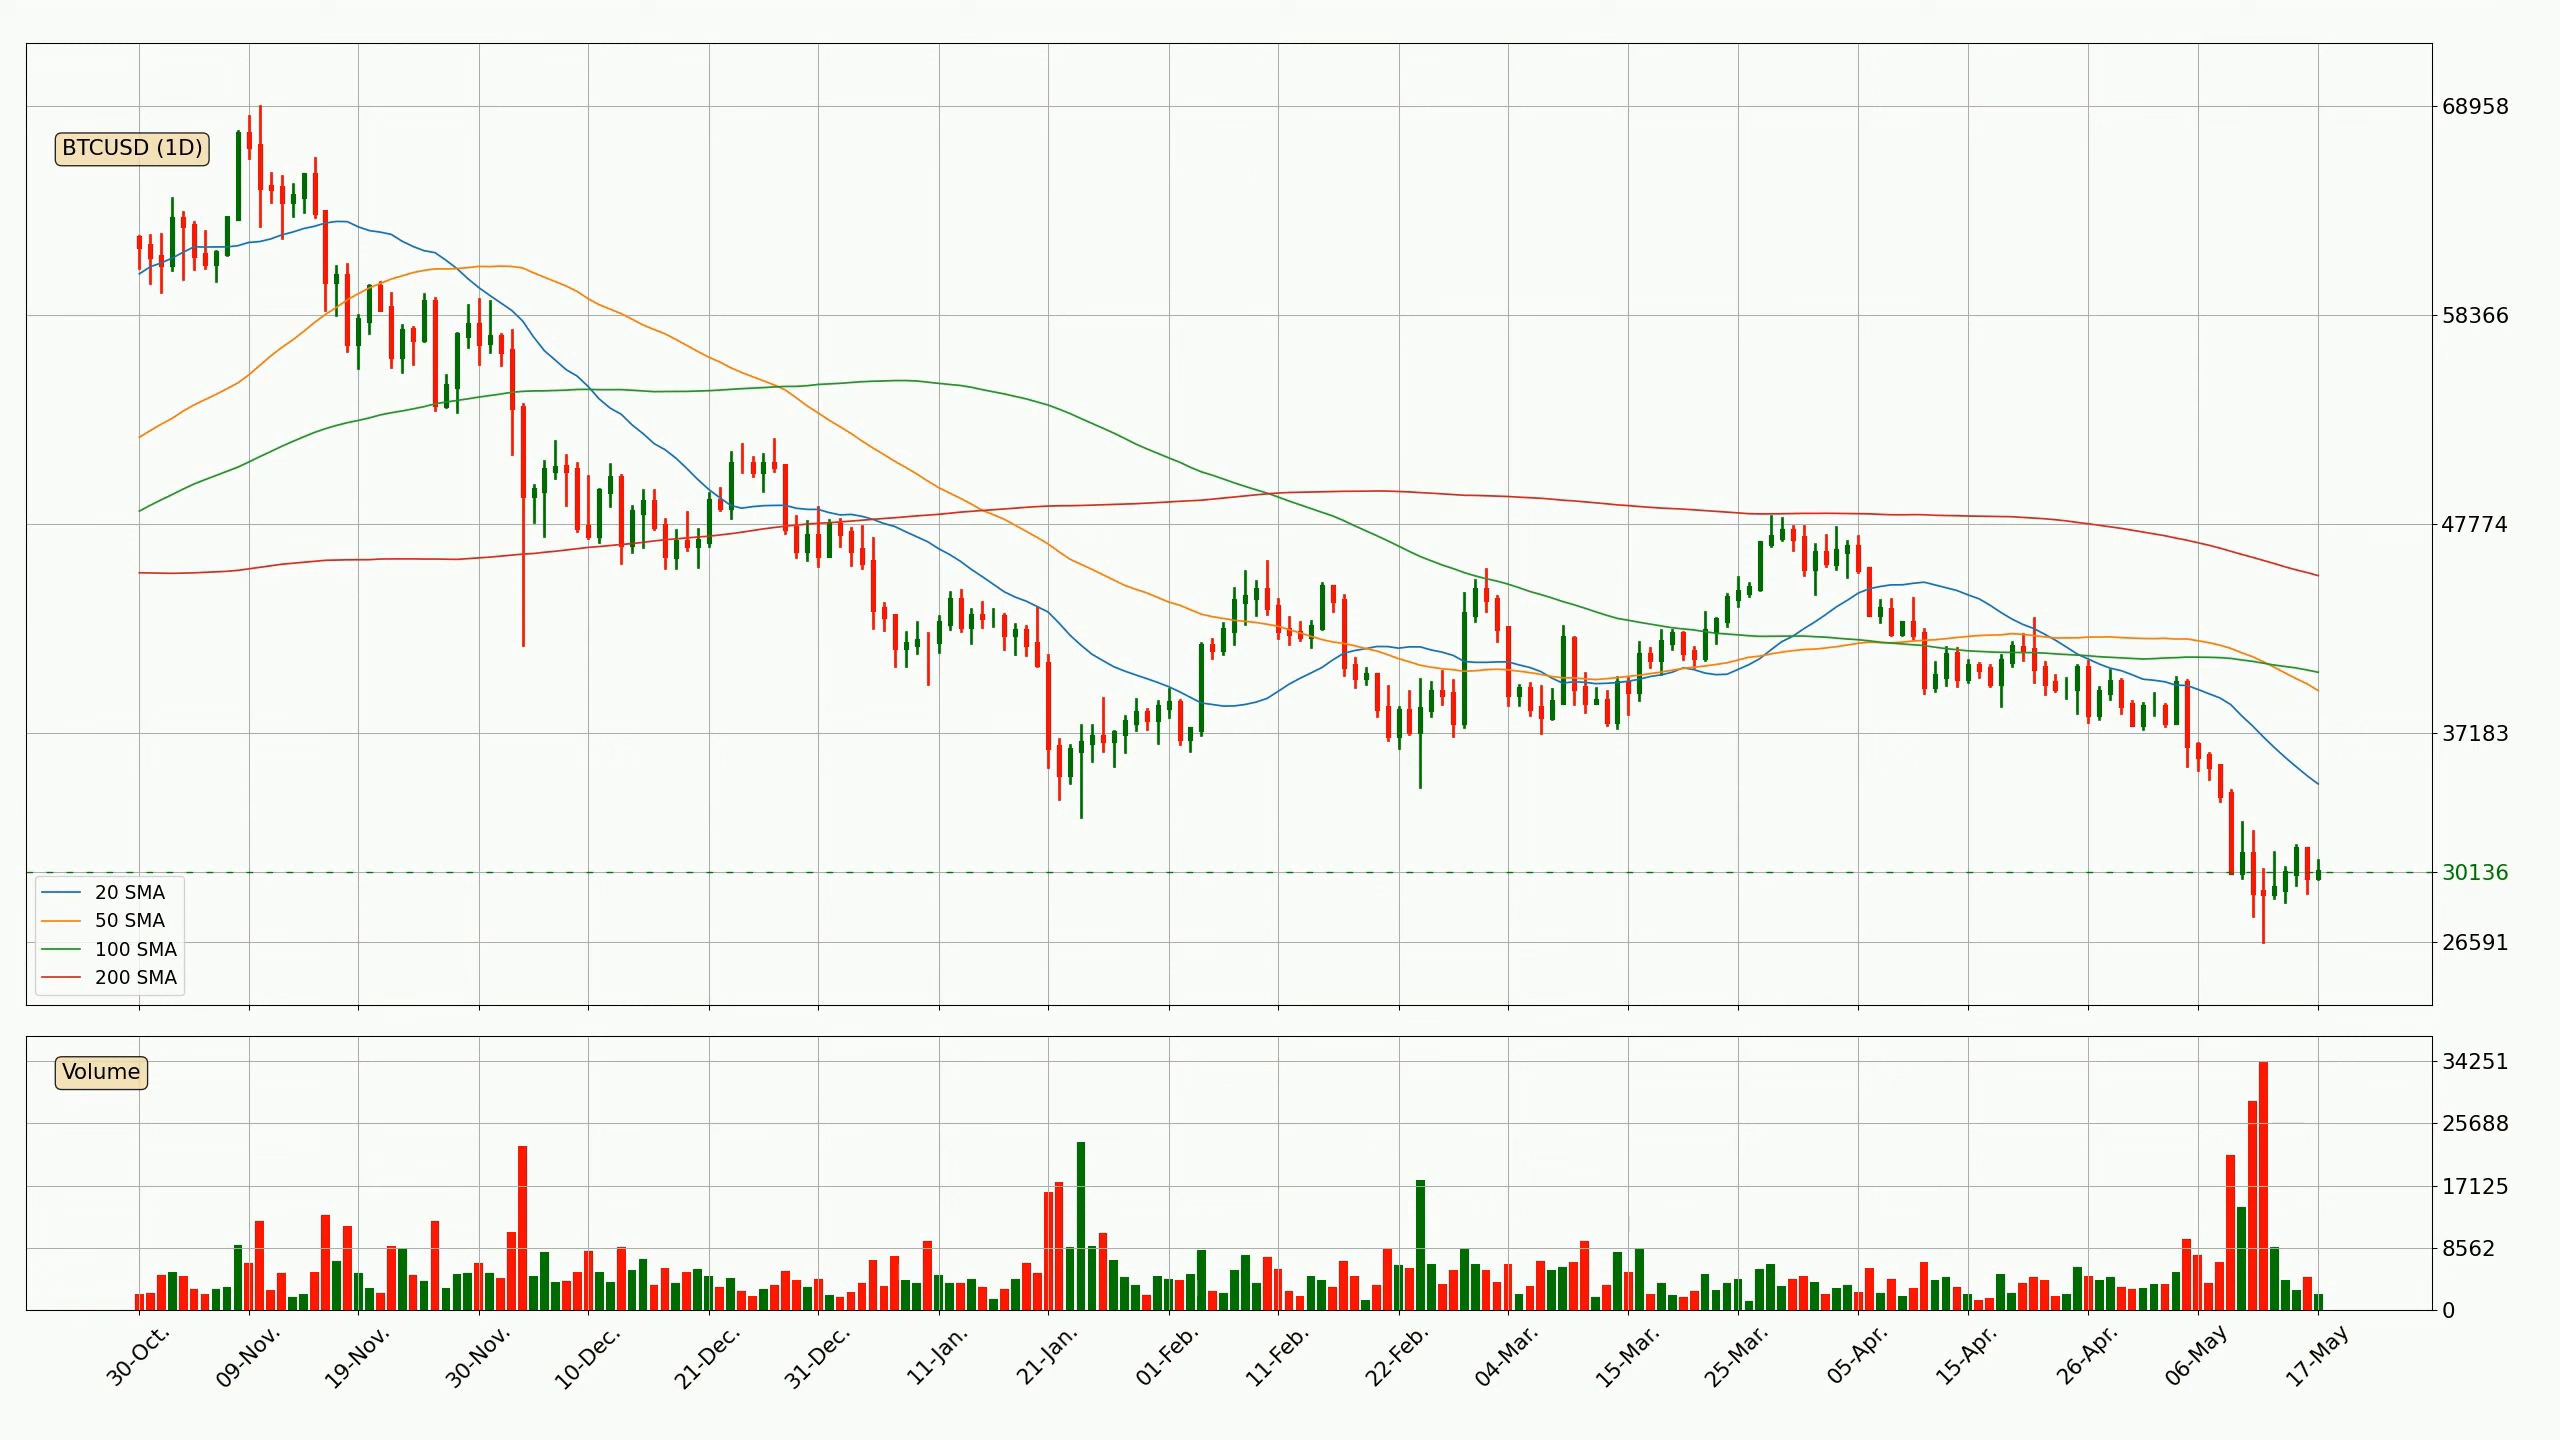 BTCUSD (1D)
68958
58366
47774
37183
30136
26591
20 SMA
50 SMA
100 SMA
200 SMA
Volume
34251
25688
17125
8562
0
30-Oct.
09-Nov.
19-Nov.
30-Nov.
10-Dec.
21-Dec.
31-Dec.
11-Jan.
21-Jan.
01-Feb.
11-Feb.
22-Feb.
04-Mar.
15-Mar.
25-Mar.
05-Apr.
15-Apr.
26-Apr.
06-May
17-May